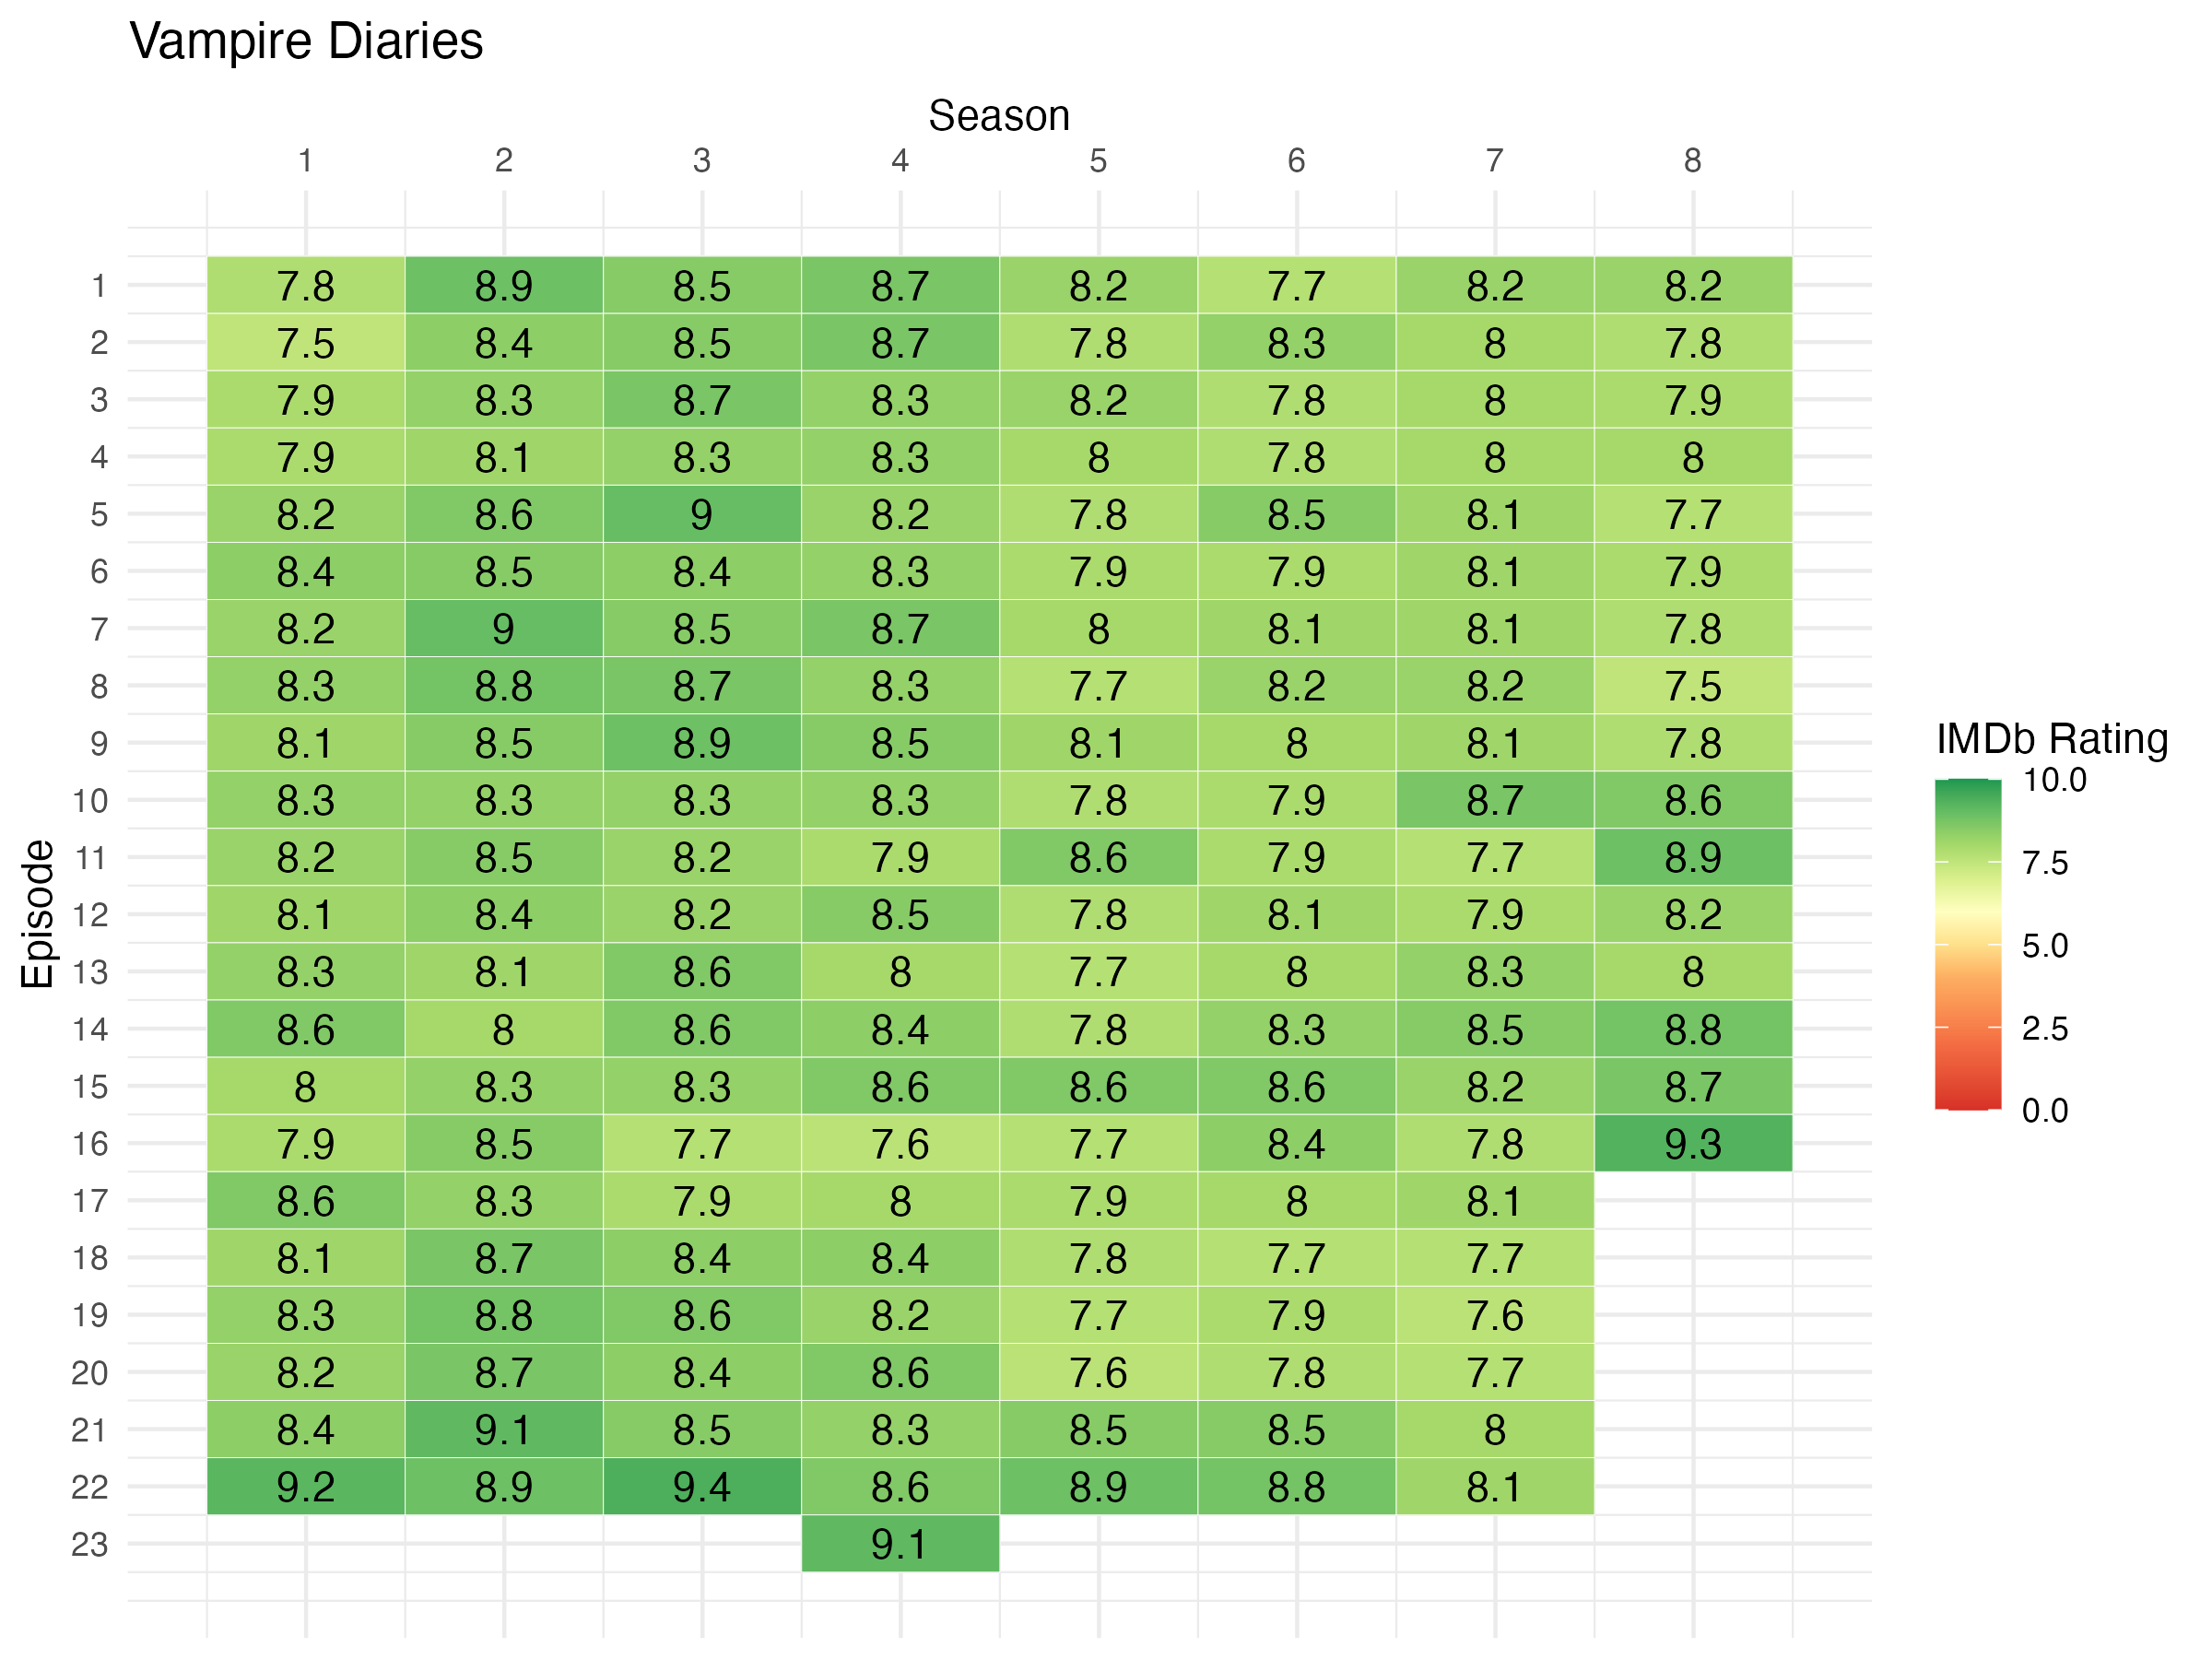 Vampire Diaries
Season
1 2 3 4 5 6 7 8
1 7.8 8.9 8.5 8.7 8.2 7.7 8.2 8.2
2 7.5 8.4 8.5 8.7 7.8 8.3 8 7.8
3 7.9 8.3 8.7 8.3 8.2 7.8 8 7.9
4 7.9 8.1 8.3 8.3 8 7.8 8 8
5 8.2 8.6 9 8.2 7.8 8.5 8.1 7.7
6 8.4 8.5 8.4 8.3 7.9 7.9 8.1 7.9
7 8.2 9 8.5 8.7 8 8.1 8.1 7.8
8 8.3 8.8 8.7 8.3 7.7 8.2 8.2 7.5
9 8.1 8.5 8.9 8.5 8.1 8 8.1 7.8
10 8.3 8.3 8.3 8.3 7.8 7.9 8.7 8.6
11 8.2 8.5 8.2 7.9 8.6 7.9 7.7 8.9
12 8.1 8.4 8.2 8.5 7.8 8.1 7.9 8.2
13 8.3 8.1 8.6 8 7.7 8 8.3 8
14 8.6 8 8.6 8.4 7.8 8.3 8.5 8.8
15 8 8.3 8.3 8.6 8.6 8.6 8.2 8.7
16 7.9 8.5 7.7 7.6 7.7 8.4 7.8 9.3
17 8.6 8.3 7.9 8 7.9 8 8.1
18 8.1 8.7 8.4 8.4 7.8 7.7 7.7
19 8.3 8.8 8.6 8.2 7.7 7.9 7.6
20 8.2 8.7 8.4 8.6 7.6 7.8 7.7
21 8.4 9.1 8.5 8.3 8.5 8.5 8
22 9.2 8.9 9.4 8.6 8.9 8.8 8.1
23 9.1
Episode
IMDb Rating
10.0
7.5
5.0
2.5
0.0